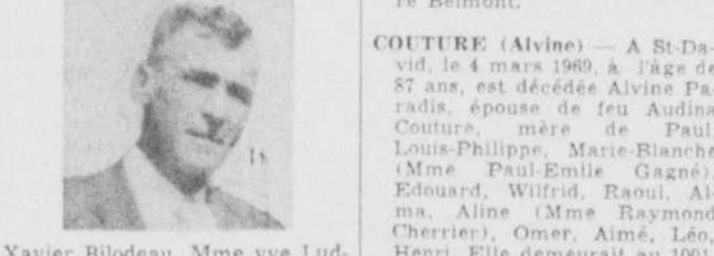 Xavier Bilodeau, Mme vve Lud-
re Belmont.
COUTURE (Alvine) — A St-Da-
vid, le 4 mars 1969, à l'âge de
87 ans, est décédée Alvine Pa-
radis, épouse de feu Audina
Couture, mère de Paul,
Louis-Philippe, Marie-Blanche
(Mme Paul-Emile Gagné),
Edouard, Wilfrid, Raoul, Al-
ma, Aline (Mme Raymond
Cherrier), Omer, Aimé, Léo,
Henri. Elle demeurait au 1001,